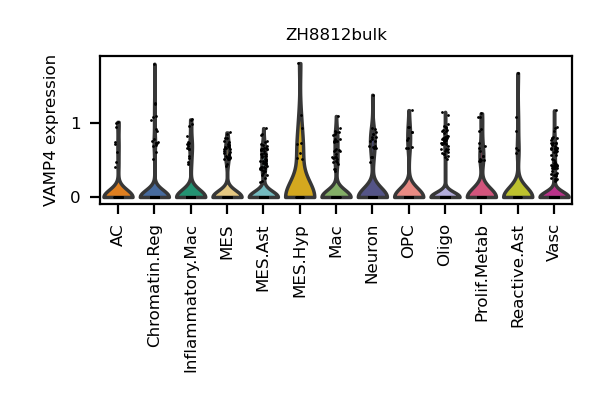 ZH8812bulk
VAMP4 expression
1
0
AC
Chromatin.Reg
Inflammatory.Mac
MES
MES.Ast
MES.Hyp
Mac
Neuron
OPC
Oligo
Prolif.Metab
Reactive.Ast
Vasc